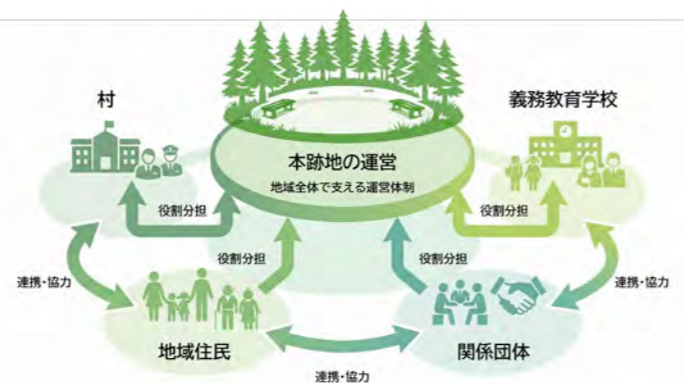 村
義務教育学校
本跡地の運営
地域全体で支える運営体制
役割分担
役割分担
役割分担
役割分担
連携・協力
連携・協力
地域住民
関係団体
連携・協力